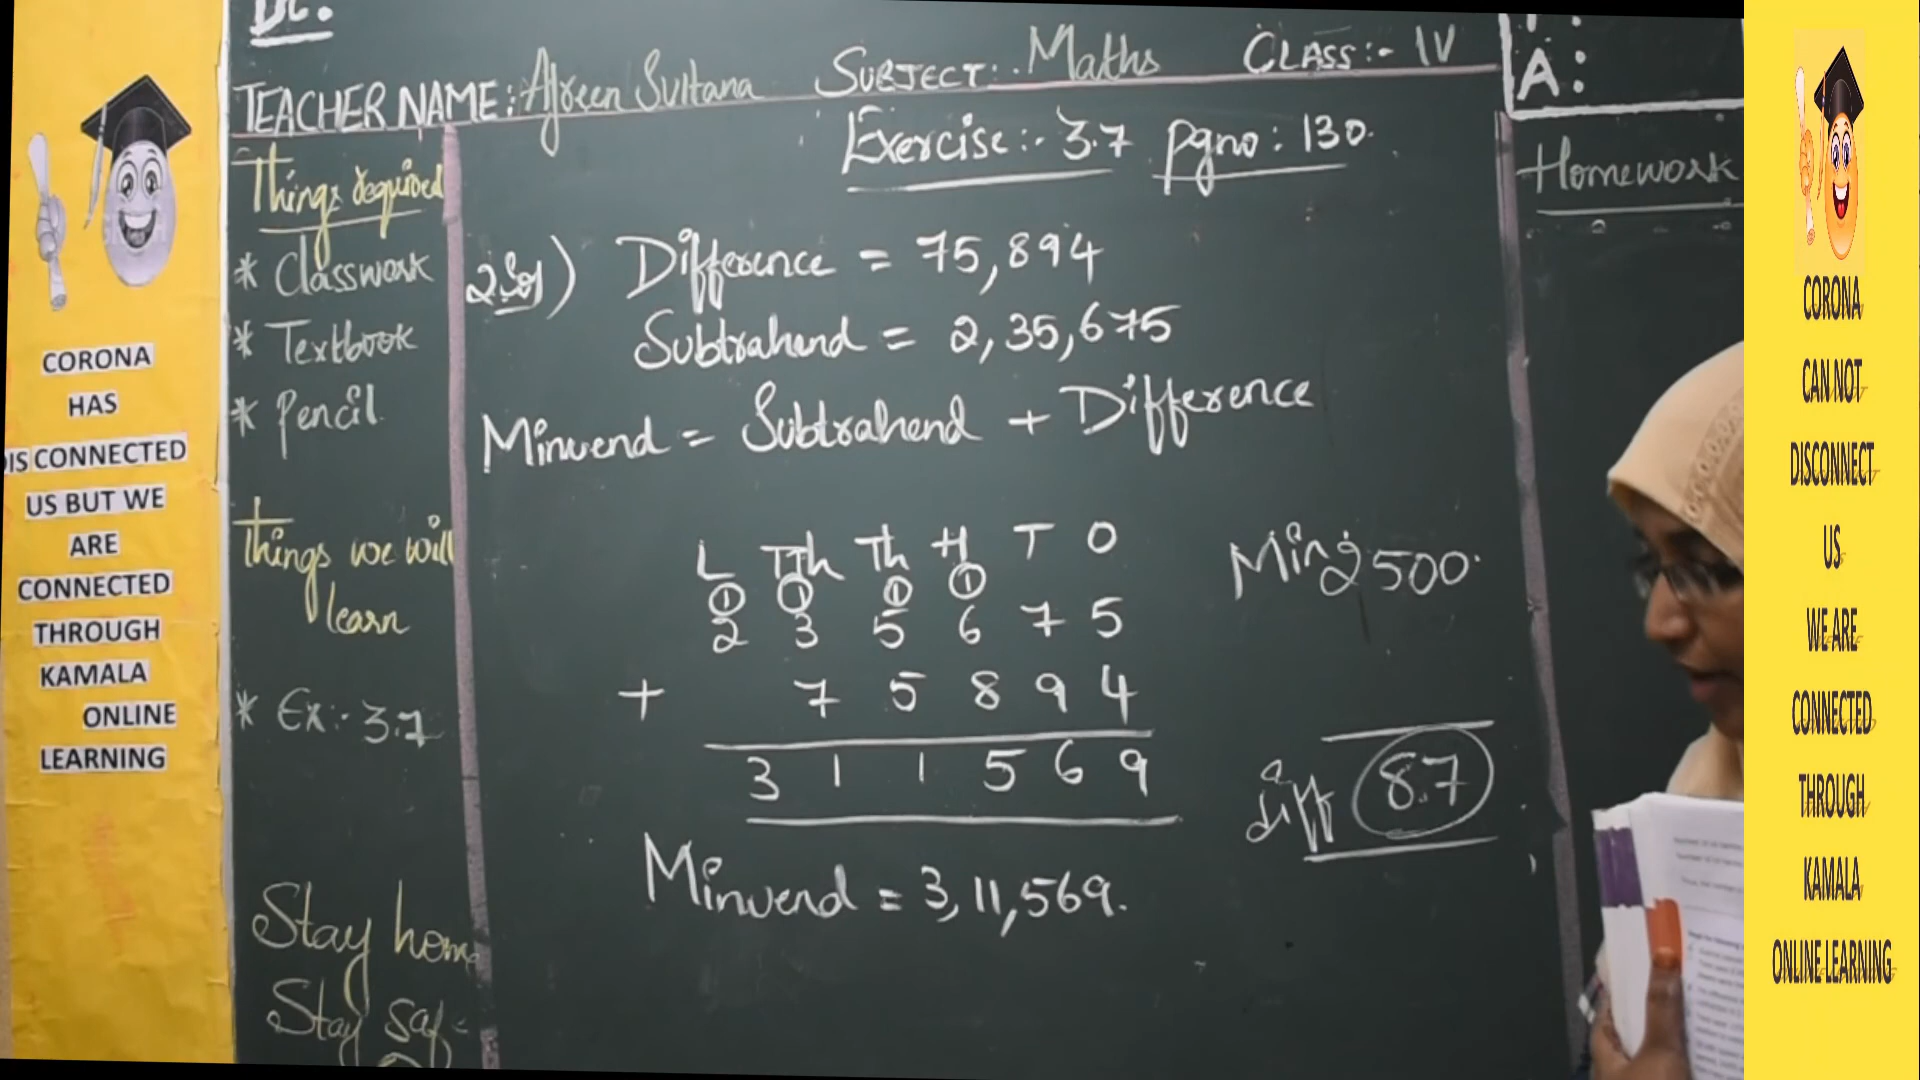 CORONA
HAS
DIS CONNECTED
US BUT WE
ARE
CONNECTED
THROUGH
KAMALA
ONLINE
LEARNING
TEACHER NAME: Afreen Sultana SUBJECT:. Maths CLASS:- IV
Exercise:- 3.7 pgno: 130.
Things required
* Classwork
* Textbook
* Pencil.
Things we will
learn
* Ex:- 3.7
Stay home
Stay saf
) Difference = 75,894
Subtrahend = 2,35,675
Minuend = Subtrahend + Difference
L TTh Th H T O
1 1 1 1
2 3 5 6 7 5
+ 7 5 8 9 4
3 1 1 5 6 9
Minuend = 3,11,569.
Min 2500.
diff 8.7
A:
Homework
CORONA
CAN NOT
DISCONNECT
US
WE ARE
CONNECTED
THROUGH
KAMALA
ONLINE LEARNING